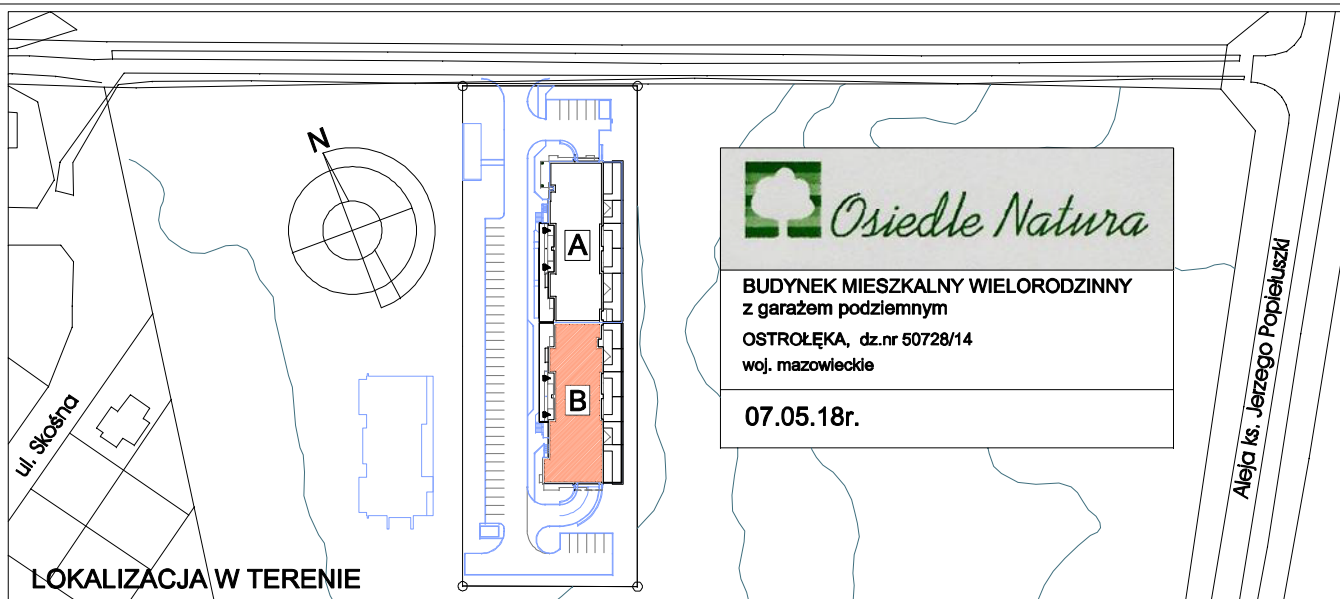 N
A
B
Osiedle Natura
BUDYNEK MIESZKALNY WIELORODZINNY
z garażem podziemnym
OSTROŁĘKA, dz.nr 50728/14
woj. mazowieckie
07.05.18r.
Aleja ks. Jerzego Popiełuszki
ul. Skośna
LOKALIZACJA W TERENIE